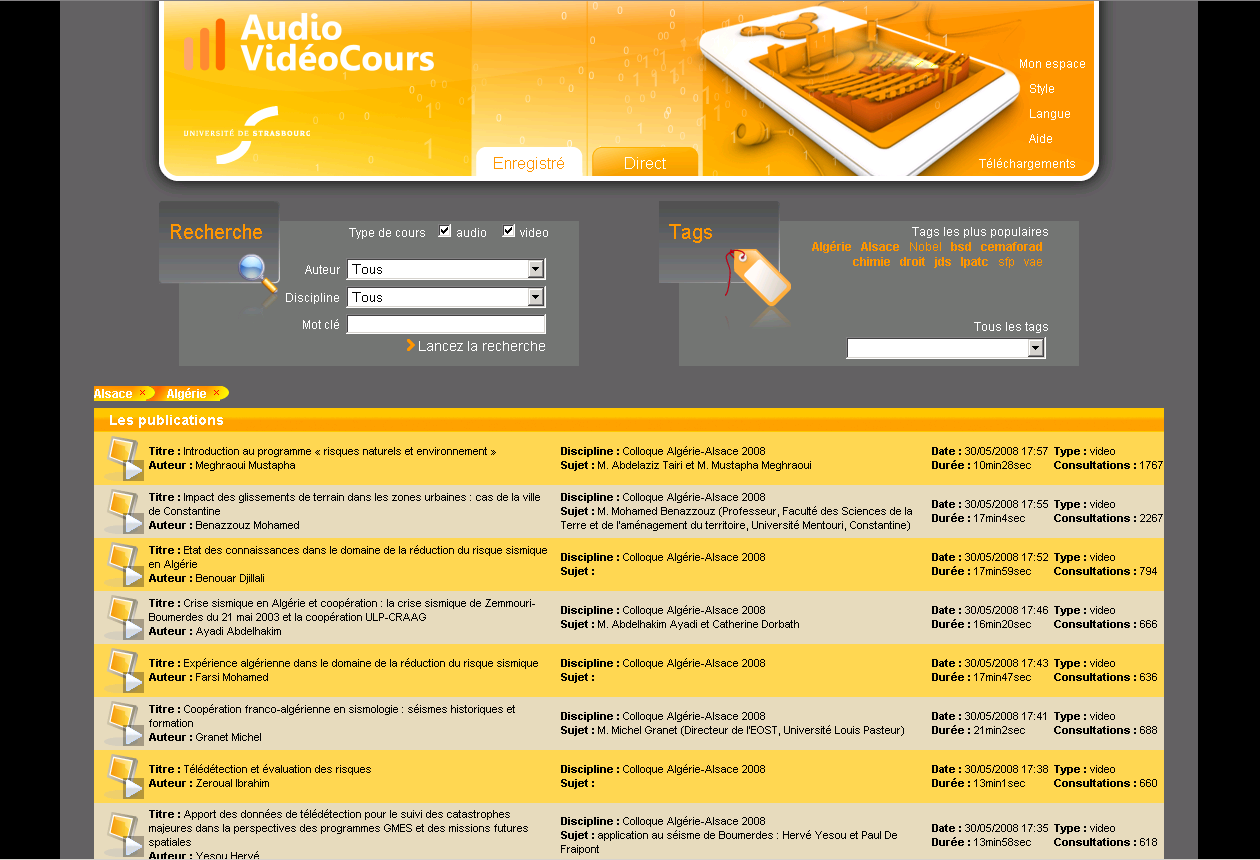 Audio
VidéoCours
UNIVERSITÉ DE STRASBOURG
Enregistré
Direct
Mon espace
Style
Langue
Aide
Téléchargements
Recherche
Type de cours audio video
Auteur Tous
Discipline Tous
Mot clé
Lancez la recherche
Tags
Tags les plus populaires
Algérie Alsace Nobel bsd cemaforad
chimie droit jds lpatc sfp vae
Tous les tags
Alsace × Algérie ×
Les publications
Titre : Introduction au programme « risques naturels et environnement »
Auteur : Meghraoui Mustapha
Discipline : Colloque Algérie-Alsace 2008
Sujet : M. Abdelaziz Tairi et M. Mustapha Meghraoui
Date : 30/05/2008 17:57 Type : video
Durée : 10min28sec Consultations : 1767
Titre : Impact des glissements de terrain dans les zones urbaines : cas de la ville
de Constantine
Auteur : Benazzouz Mohamed
Discipline : Colloque Algérie-Alsace 2008
Sujet : M. Mohamed Benazzouz (Professeur, Faculté des Sciences de la
Terre et de l'aménagement du territoire, Université Mentouri, Constantine)
Date : 30/05/2008 17:55 Type : video
Durée : 17min4sec Consultations : 2267
Titre : Etat des connaissances dans le domaine de la réduction du risque sismique
en Algérie
Auteur : Benouar Djillali
Discipline : Colloque Algérie-Alsace 2008
Sujet :
Date : 30/05/2008 17:52 Type : video
Durée : 17min59sec Consultations : 794
Titre : Crise sismique en Algérie et coopération : la crise sismique de Zemmouri-
Boumerdes du 21 mai 2003 et la coopération ULP-CRAAG
Auteur : Ayadi Abdelhakim
Discipline : Colloque Algérie-Alsace 2008
Sujet : M. Abdelhakim Ayadi et Catherine Dorbath
Date : 30/05/2008 17:46 Type : video
Durée : 16min20sec Consultations : 666
Titre : Expérience algérienne dans le domaine de la réduction du risque sismique
Auteur : Farsi Mohamed
Discipline : Colloque Algérie-Alsace 2008
Sujet :
Date : 30/05/2008 17:43 Type : video
Durée : 17min47sec Consultations : 636
Titre : Coopération franco-algérienne en sismologie : séismes historiques et
formation
Auteur : Granet Michel
Discipline : Colloque Algérie-Alsace 2008
Sujet : M. Michel Granet (Directeur de l'EOST, Université Louis Pasteur)
Date : 30/05/2008 17:41 Type : video
Durée : 21min2sec Consultations : 688
Titre : Télédétection et évaluation des risques
Auteur : Zeroual Ibrahim
Discipline : Colloque Algérie-Alsace 2008
Sujet :
Date : 30/05/2008 17:38 Type : video
Durée : 13min1sec Consultations : 660
Titre : Apport des données de télédétection pour le suivi des catastrophes
majeures dans la perspectives des programmes GMES et des missions futures
spatiales
Auteur : Yesou Hervé
Discipline : Colloque Algérie-Alsace 2008
Sujet : application au séisme de Boumerdes : Hervé Yesou et Paul De
Fraipont
Date : 30/05/2008 17:35 Type : video
Durée : 13min58sec Consultations : 618